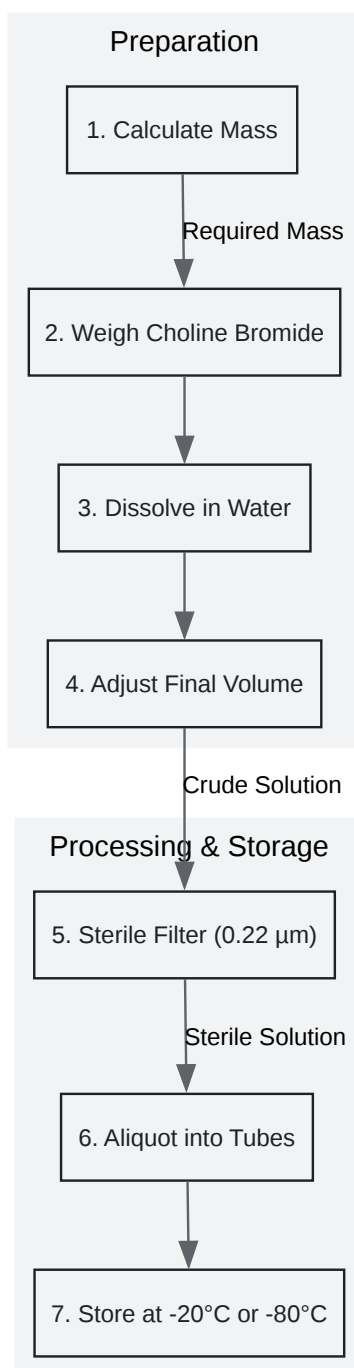 Preparation
1. Calculate Mass
Required Mass
2. Weigh Choline Bromide
3. Dissolve in Water
4. Adjust Final Volume
Crude Solution
Processing & Storage
5. Sterile Filter (0.22 µm)
Sterile Solution
6. Aliquot into Tubes
7. Store at -20°C or -80°C